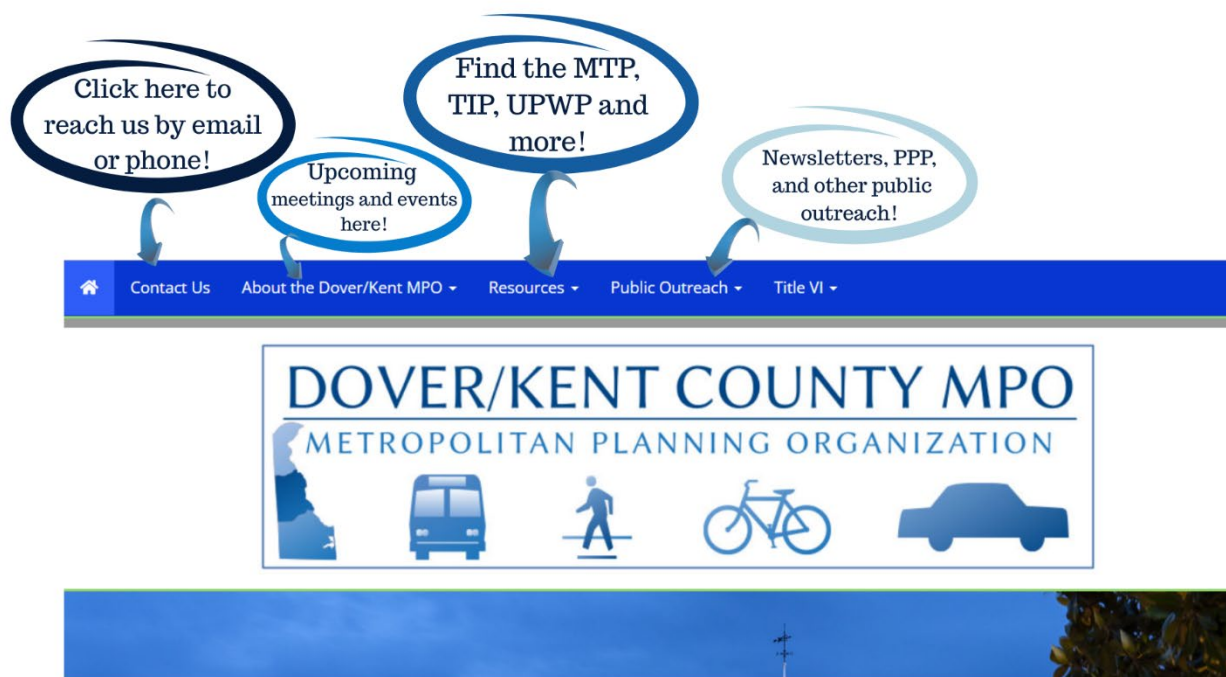 Click here to
reach us by email
or phone!
Upcoming
meetings and events
here!
Find the MTP,
TIP, UPWP and
more!
Newsletters, PPP,
and other public
outreach!
Contact Us
About the Dover/Kent MPO
Resources
Public Outreach
Title VI
DOVER/KENT COUNTY MPO
METROPOLITAN PLANNING ORGANIZATION